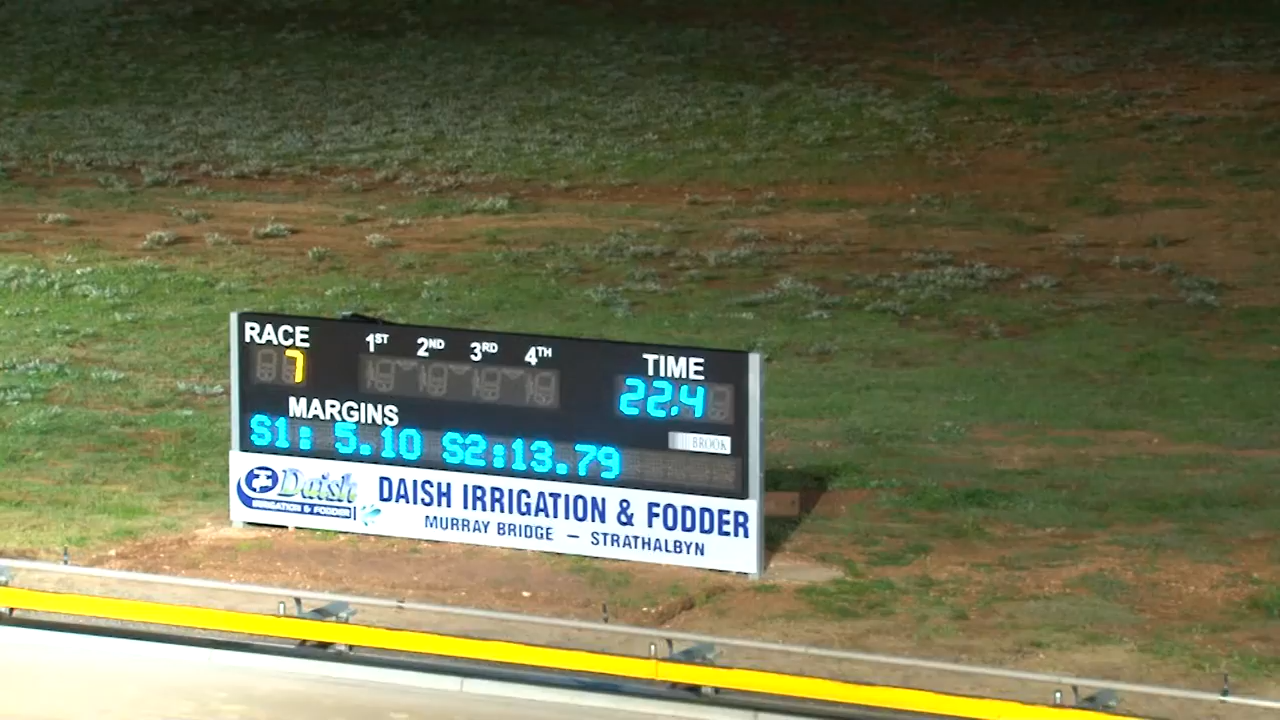 RACE 1ST 2ND 3RD 4TH TIME
7 22.4
MARGINS
BROOK
S1: 5.10 S2:13.79
Daish
IRRIGATION & FODDER
DAISH IRRIGATION & FODDER
MURRAY BRIDGE — STRATHALBYN